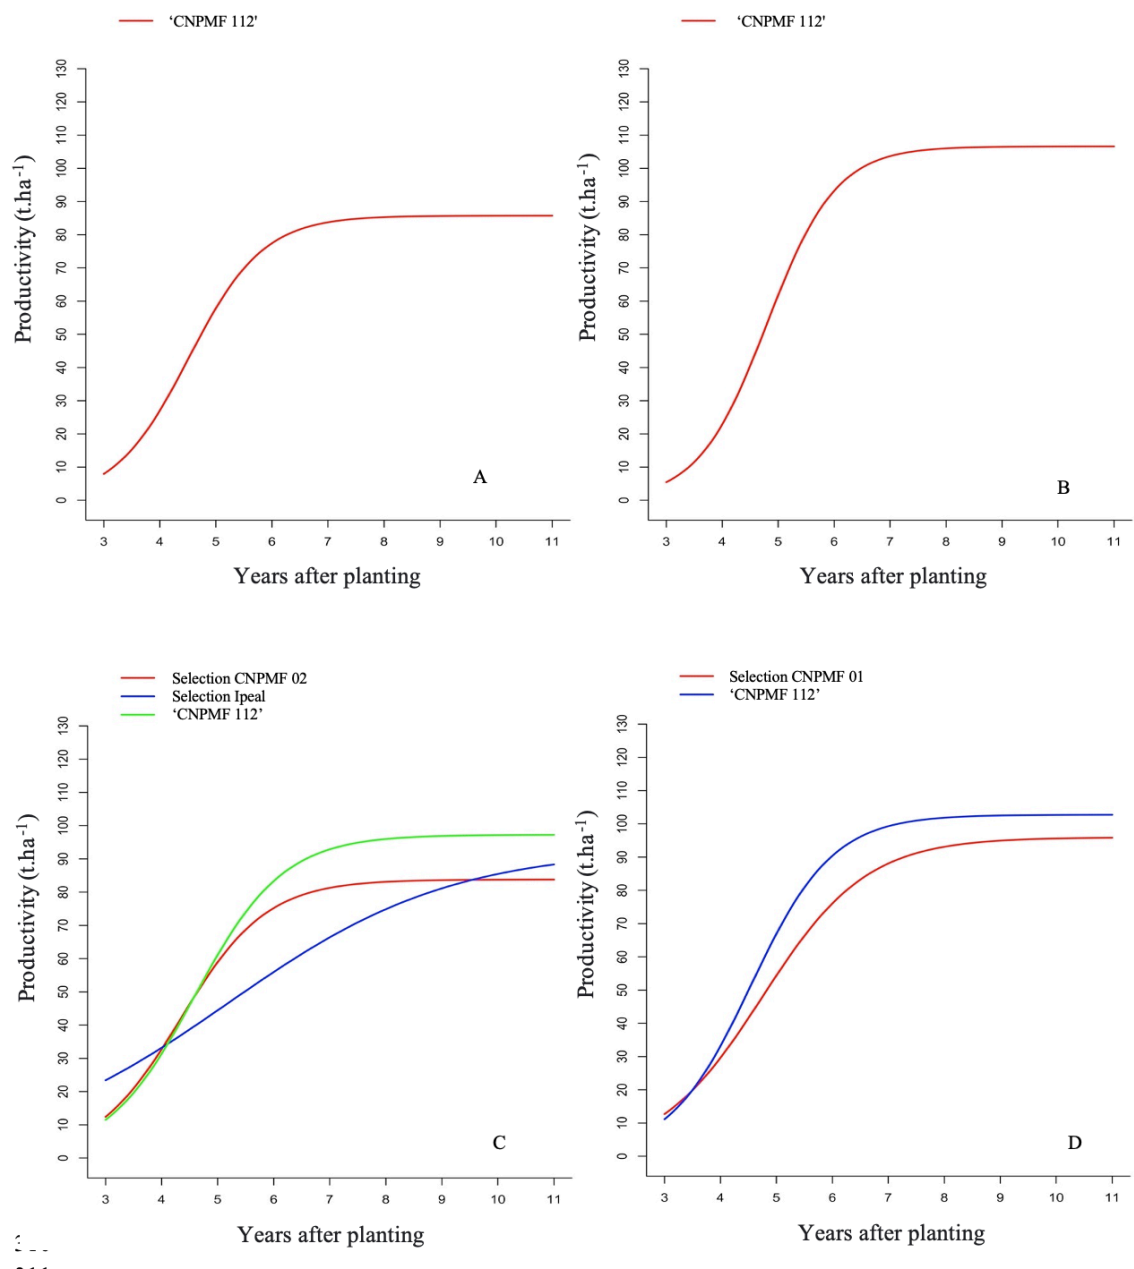 ‘CNPMF 112'
130
120
110
100
90
80
70
60
50
40
30
20
10
0
Productivity (t.ha⁻¹)
A
3 4 5 6 7 8 9 10 11
Years after planting
‘CNPMF 112'
130
120
110
100
90
80
70
60
50
40
30
20
10
0
Productivity (t.ha⁻¹)
B
3 4 5 6 7 8 9 10 11
Years after planting
Selection CNPMF 02
Selection Ipeal
‘CNPMF 112’
130
120
110
100
90
80
70
60
50
40
30
20
10
0
Productivity (t.ha⁻¹)
C
3 4 5 6 7 8 9 10 11
Years after planting
Selection CNPMF 01
‘CNPMF 112’
130
120
110
100
90
80
70
60
50
40
30
20
10
0
Productivity (t.ha⁻¹)
D
3 4 5 6 7 8 9 10 11
Years after planting